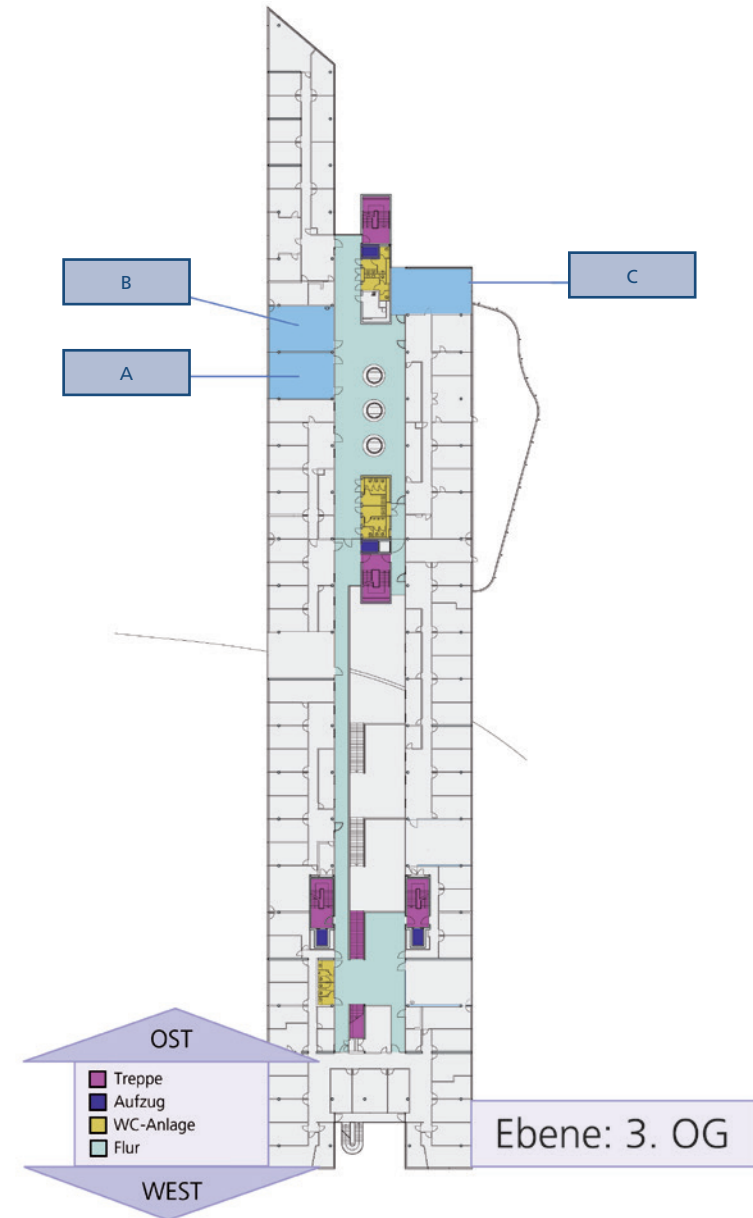 B
C
A
OST
Treppe
Aufzug
WC-Anlage
Flur
WEST
Ebene: 3. OG